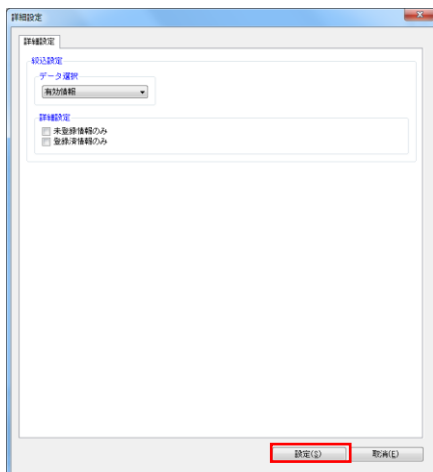 詳細設定
詳細設定
絞込設定
データ選択
有効情報
詳細設定
未登録情報のみ
登録済情報のみ
設定(S)
取消(E)